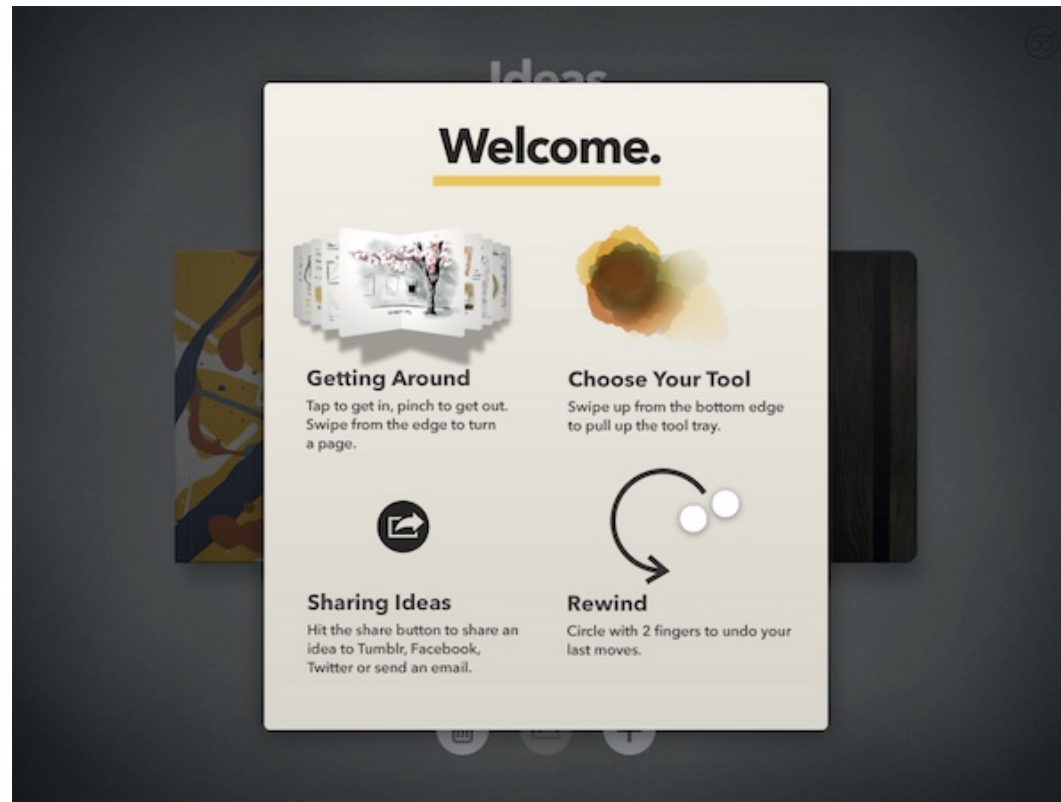 Ideas
Welcome.
Getting Around
Tap to get in, pinch to get out.
Swipe from the edge to turn
a page.
Choose Your Tool
Swipe up from the bottom edge
to pull up the tool tray.
Sharing Ideas
Hit the share button to share an
idea to Tumblr, Facebook,
Twitter or send an email.
Rewind
Circle with 2 fingers to undo your
last moves.